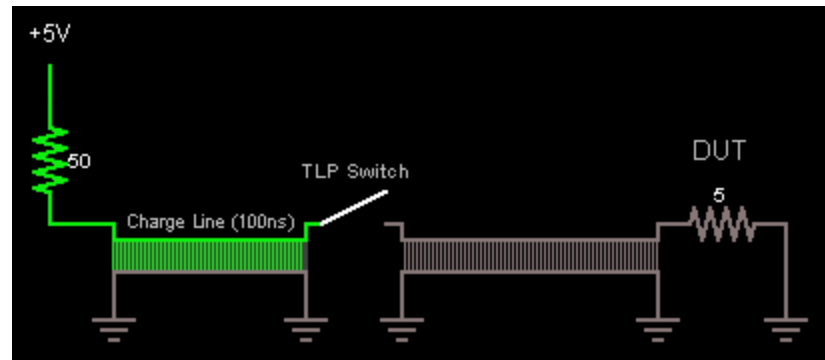 +5V
50
TLP Switch
DUT
5
Charge Line (100ns)